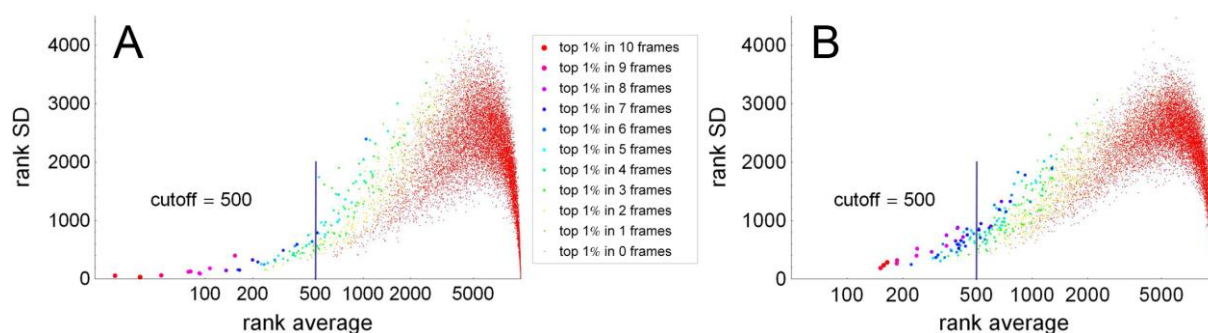 A
4000
3000
2000
1000
0
rank SD
cutoff = 500
100
200
500
1000
2000
5000
rank average
top 1% in 10 frames
top 1% in 9 frames
top 1% in 8 frames
top 1% in 7 frames
top 1% in 6 frames
top 1% in 5 frames
top 1% in 4 frames
top 1% in 3 frames
top 1% in 2 frames
top 1% in 1 frames
top 1% in 0 frames
B
4000
3000
2000
1000
0
rank SD
cutoff = 500
100
200
500
1000
2000
5000
rank average